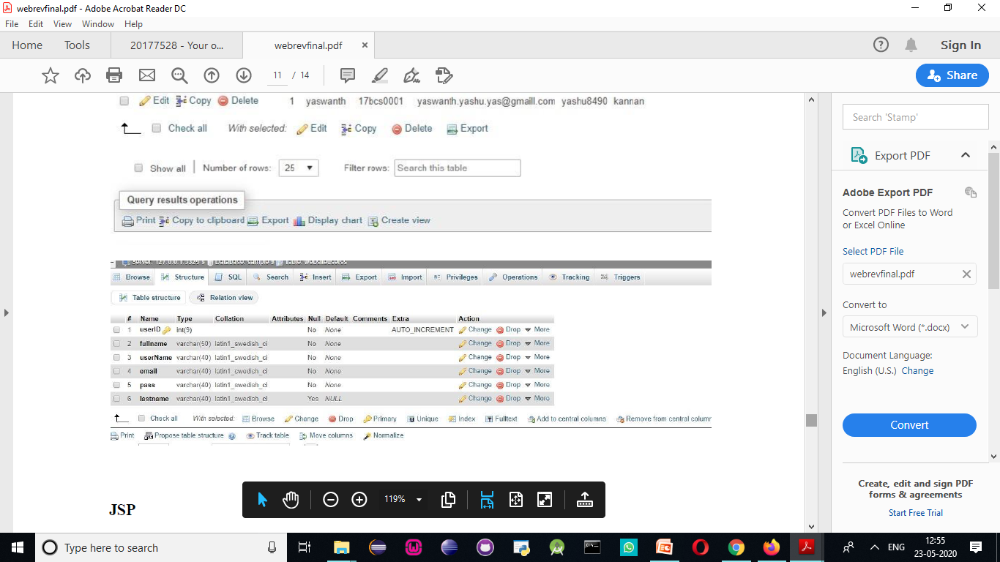 webrevfinal.pdf - Adobe Acrobat Reader DC
File Edit View Window Help
Home Tools 20177528 - Your o... webrevfinal.pdf × Sign In
11 / 14 Share
Edit Copy Delete 1 yaswanth 17bcs0001 yaswanth.yashu.yas@gmaill.com yashu8490 kannan
Check all With selected: Edit Copy Delete Export
Show all Number of rows: 25 Filter rows: Search this table
Query results operations
Print Copy to clipboard Export Display chart Create view
Server: 127.0.0.1:3325 » Database: sample » Table: websiteuserss
Browse Structure SQL Search Insert Export Import Privileges Operations Tracking Triggers
Table structure Relation view
# Name Type Collation Attributes Null Default Comments Extra Action
1 userID int(9) No None AUTO_INCREMENT Change Drop More
2 fullname varchar(50) latin1_swedish_ci No None Change Drop More
3 userName varchar(40) latin1_swedish_ci No None Change Drop More
4 email varchar(40) latin1_swedish_ci No None Change Drop More
5 pass varchar(40) latin1_swedish_ci No None Change Drop More
6 lastname varchar(40) latin1_swedish_ci Yes NULL Change Drop More
Check all With selected: Browse Change Drop Primary Unique Index Fulltext Add to central columns Remove from central columr
Print Propose table structure Track table Move columns Normalize
JSP
119%
Search 'Stamp'
Export PDF
Adobe Export PDF
Convert PDF Files to Word
or Excel Online
Select PDF File
webrevfinal.pdf
Convert to
Microsoft Word (*.docx)
Document Language:
English (U.S.) Change
Convert
Create, edit and sign PDF
forms & agreements
Start Free Trial
Type here to search
ENG
12:55
23-05-2020